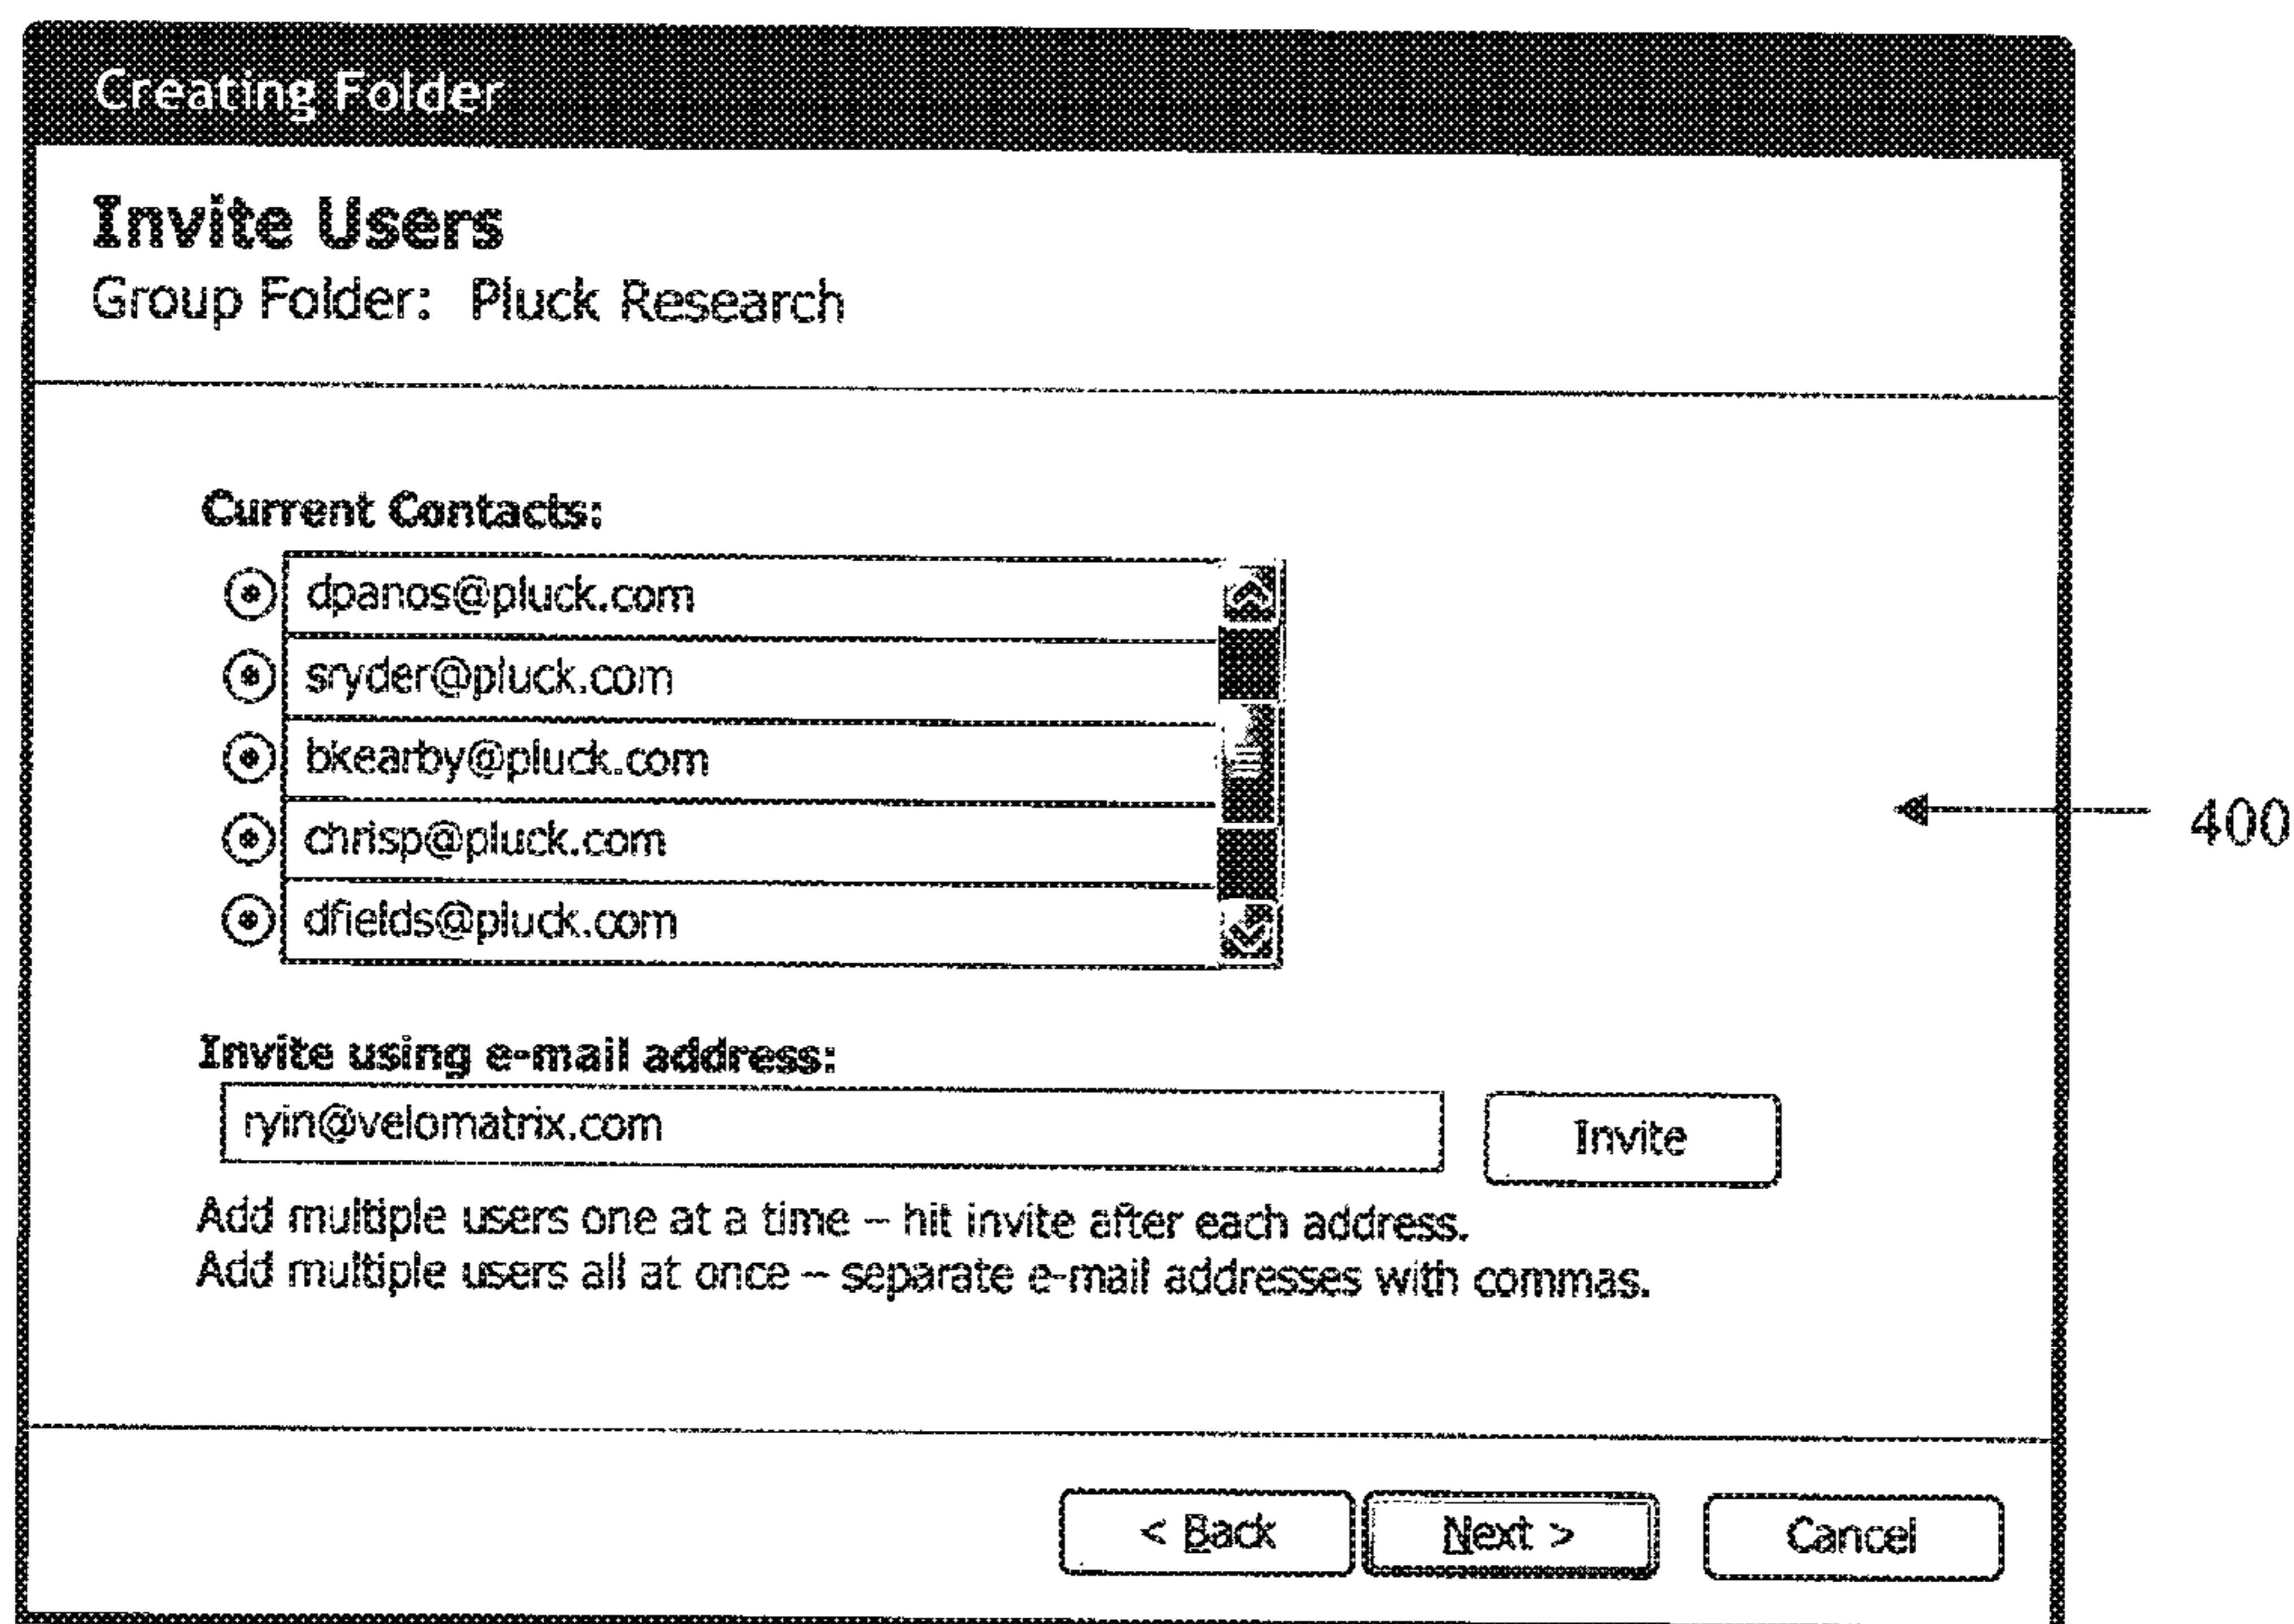 Creating Folder
Invite Users
Group Folder: Pluck Research
Current Contacts:
dpanos@pluck.com
sryder@pluck.com
bkearby@pluck.com
chrisp@pluck.com
dfields@pluck.com
400
Invite using e-mail address:
ryin@velomatrix.com
Invite
Add multiple users one at a time – hit invite after each address.
Add multiple users all at once – separate e-mail addresses with commas.
< Back Next > Cancel